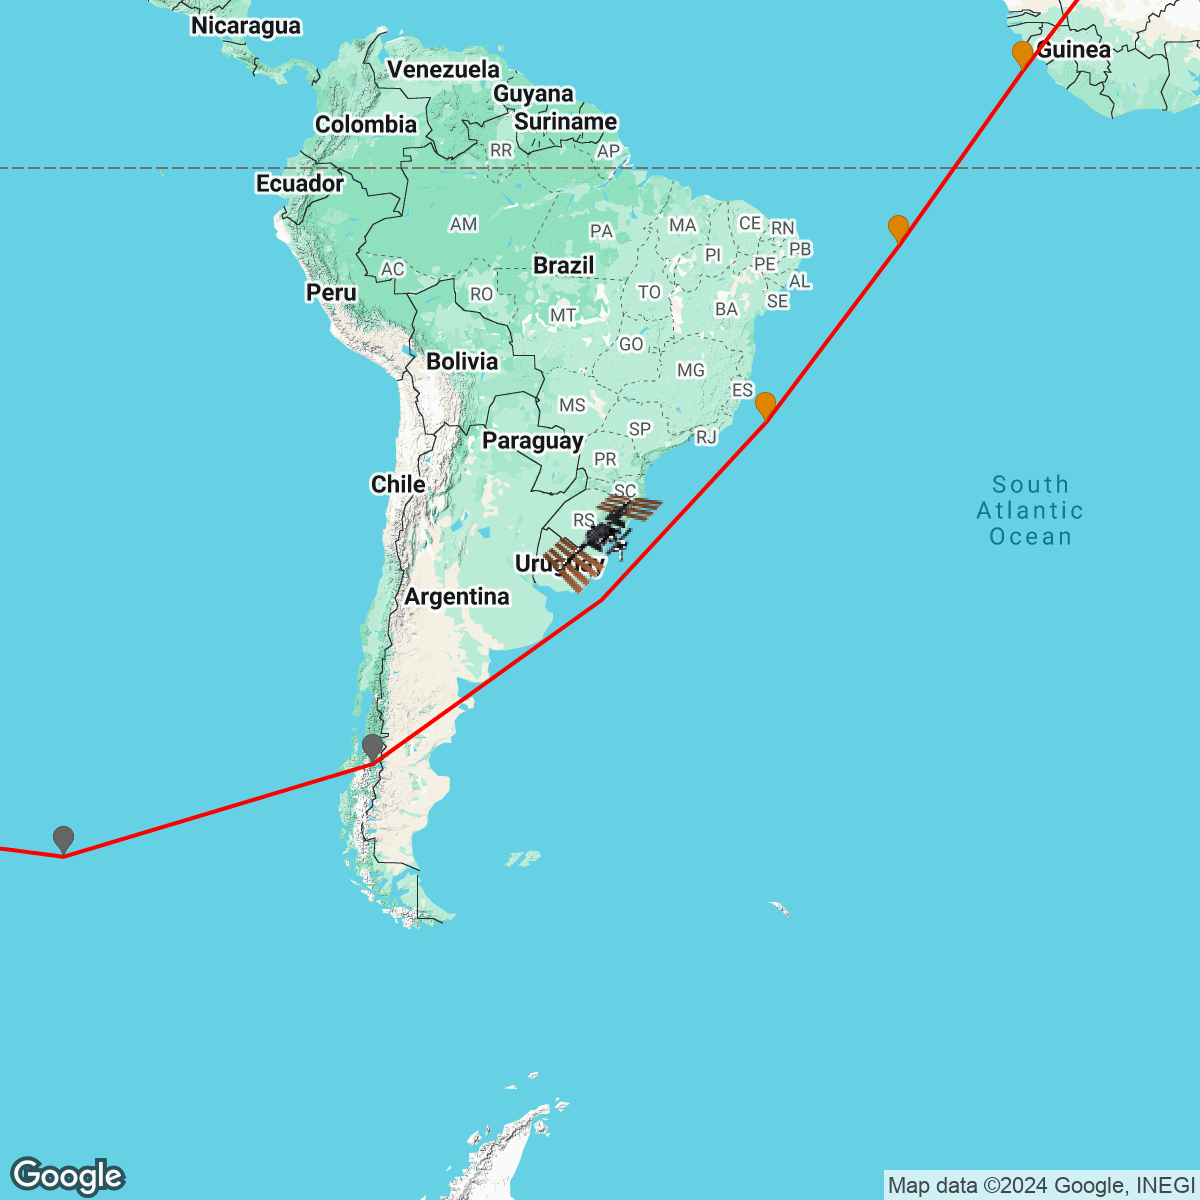 Nicaragua
Guinea
Venezuela
Guyana
Suriname
Colombia
RR
AP
Ecuador
AM
PA
MA
CE
RN
PB
PI
PE
AL
AC
Brazil
Peru
RO
TO
SE
BA
MT
GO
Bolivia
MG
ES
MS
SP
RJ
Paraguay
PR
Chile
SC
South
Atlantic
Ocean
RS
Uruguay
Argentina
Google
Map data ©2024 Google, INEGI